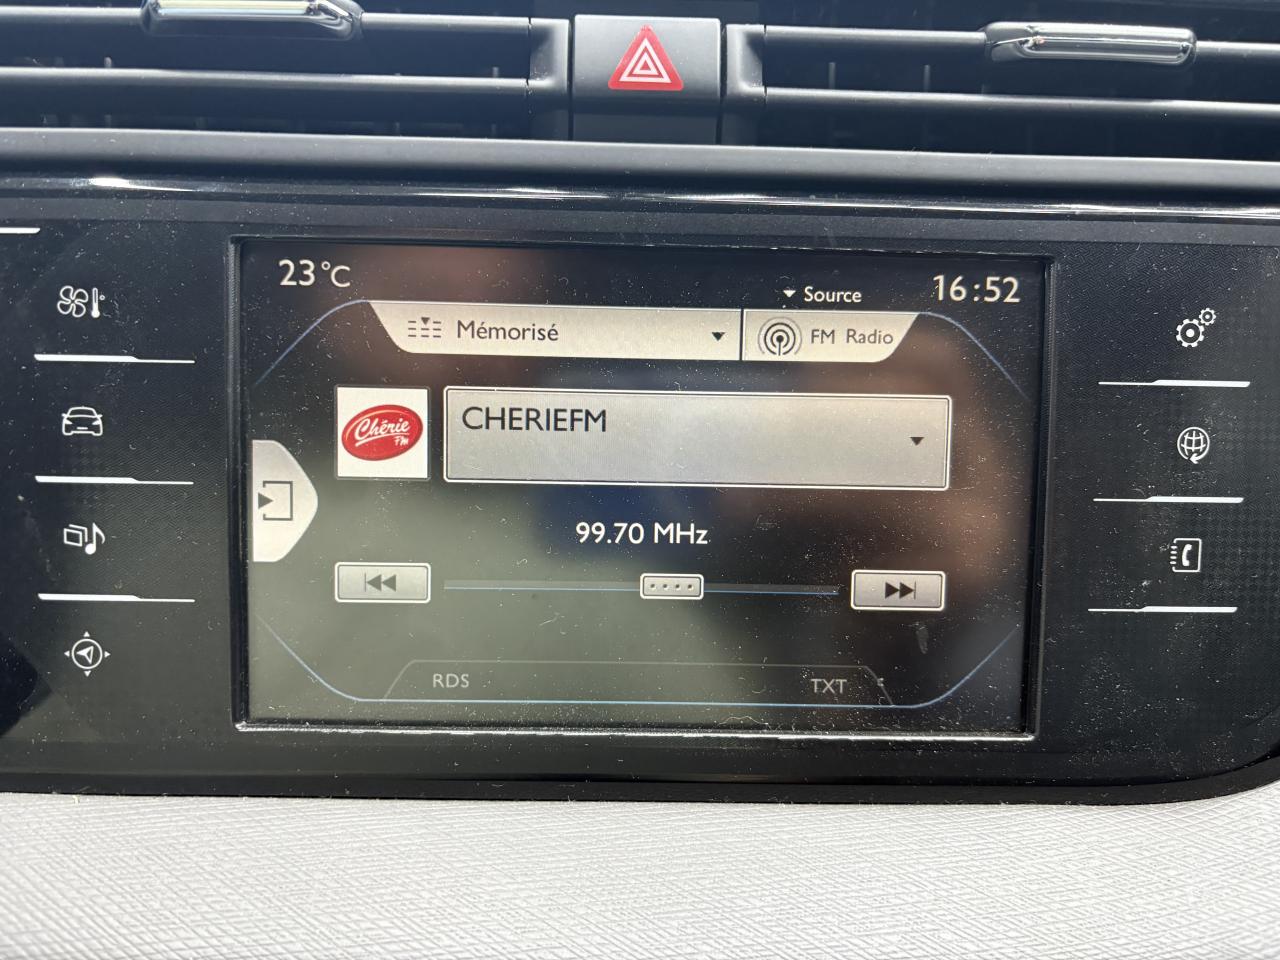 23°C
Source
16:52
Mémorisé
FM Radio
Chérie
FM
CHERIEFM
99.70 MHz
RDS
TXT